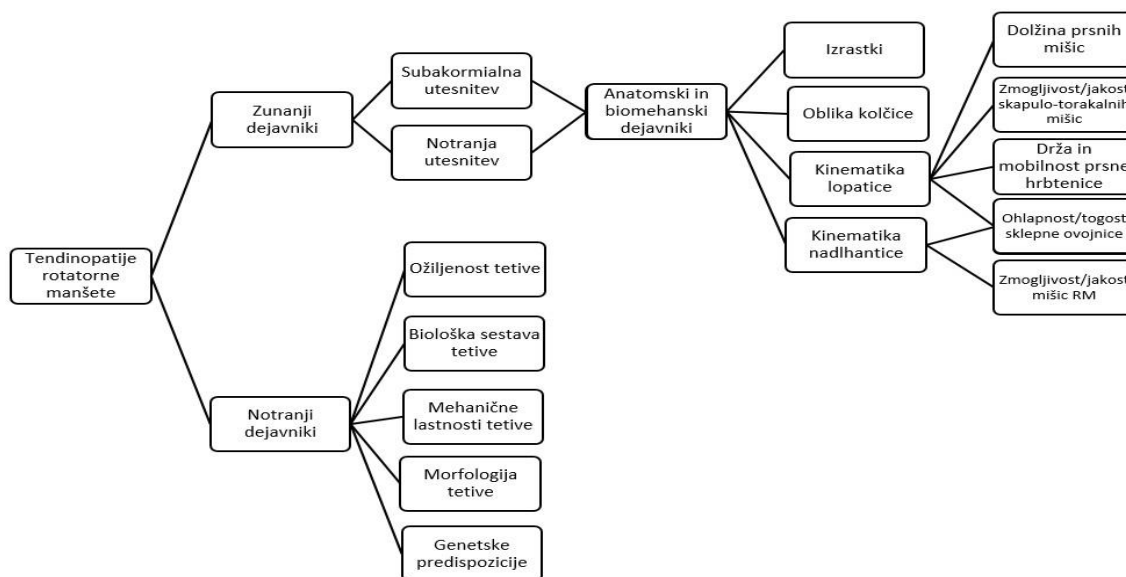 Tendinopatije
rotatorne
manšete
Zunanji
dejavniki
Notranji
dejavniki
Subakormialna
utesnitev
Notranja
utesnitev
Ožiljenost tetive
Biološka sestava
tetive
Mehanične
lastnosti tetive
Morfologija
tetive
Genetske
predispozicije
Anatomski in
biomehanski
dejavniki
Izrastki
Oblika kolčice
Kinematika
lopatice
Kinematika
nadlhantice
Dolžina prsnih
mišic
Zmogljivost/jakost
skapulo-torakalnih
mišic
Drža in
mobilnost prsne
hrbtenice
Ohlapnost/togost
sklepne ovojnice
Zmogljivost/jakost
mišic RM